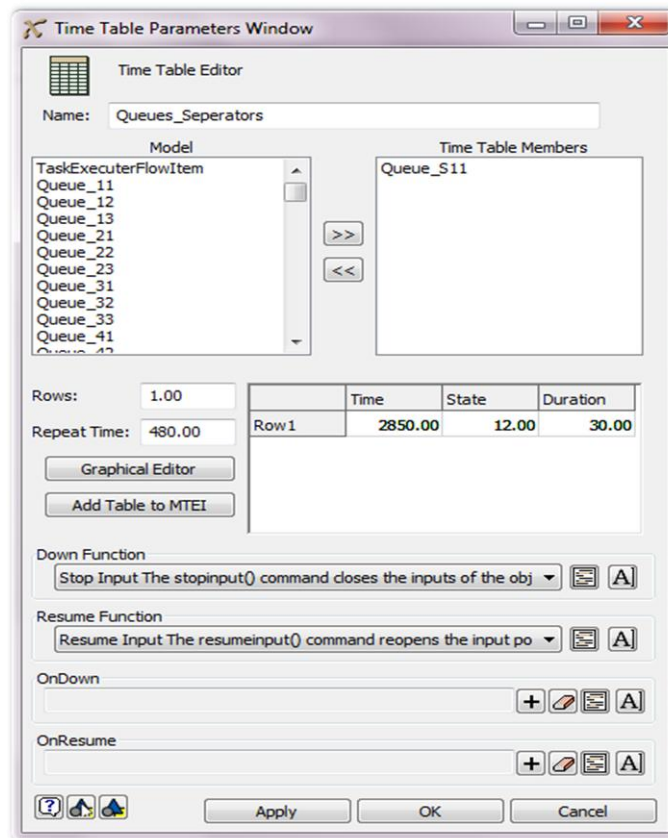 Time Table Parameters Window
Time Table Editor
Name: Queues_Seperators
Model
TaskExecuterFlowItem
Queue_11
Queue_12
Queue_13
Queue_21
Queue_22
Queue_23
Queue_31
Queue_32
Queue_33
Queue_41
>>
<<
Time Table Members
Queue_S11
Rows: 1.00
Repeat Time: 480.00
Graphical Editor
Add Table to MTEI
Time State Duration
Row1 2850.00 12.00 30.00
Down Function
Stop Input The stopinput() command closes the inputs of the obj
A]
Resume Function
Resume Input The resumeinput() command reopens the input po
A]
OnDown
+ A]
OnResume
+ A]
? Apply OK Cancel